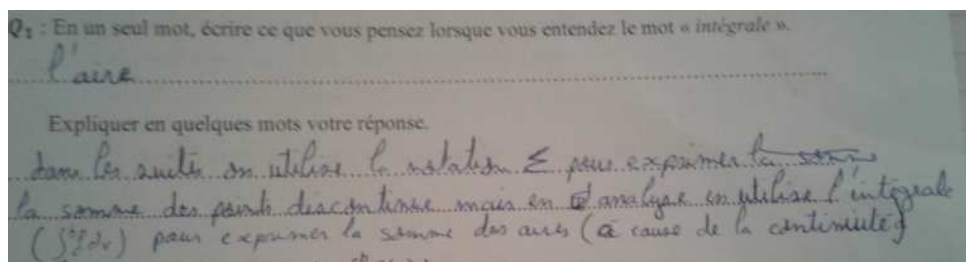 Q1 : En un seul mot, écrire ce que vous pensez lorsque vous entendez le mot « intégrale ».
l'aire
Expliquer en quelques mots votre réponse.
dans les suites on utilise la notation Σ pour exprimer la somme
la somme des points discontinue mais en analyse on utilise l'intégrale
pour exprimer la somme des aires (à cause de la continuité)